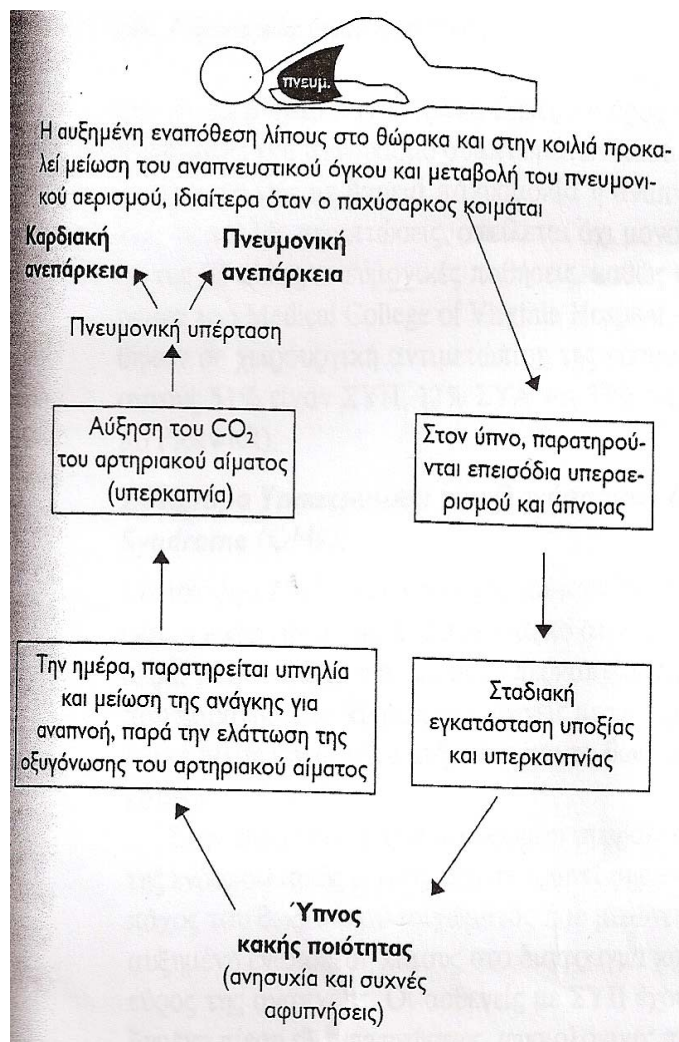 πνευμ.
Η αυξημένη εναπόθεση λίπους στο θώρακα και στην κοιλιά προκα-
λεί μείωση του αναπνευστικού όγκου και μεταβολή του πνευμονι-
κού αερισμού, ιδιαίτερα όταν ο παχύσαρκος κοιμάται
Καρδιακή
ανεπάρκεια
Πνευμονική
ανεπάρκεια
Πνευμονική υπέρταση
Αύξηση του CO₂
του αρτηριακού αίματος
(υπερκαπνία)
Στον ύπνο, παρατηρού-
νται επεισόδια υπεραε-
ρισμού και άπνοιας
Την ημέρα, παρατηρείται υπνηλία
και μείωση της ανάγκης για
αναπνοή, παρά την ελάττωση της
οξυγόνωσης του αρτηριακού αίματος
Σταδιακή
εγκατάσταση υποξίας
και υπερκανπνίας
Ύπνος
κακής ποιότητας
(ανησυχία και συχνές
αφυπνήσεις)